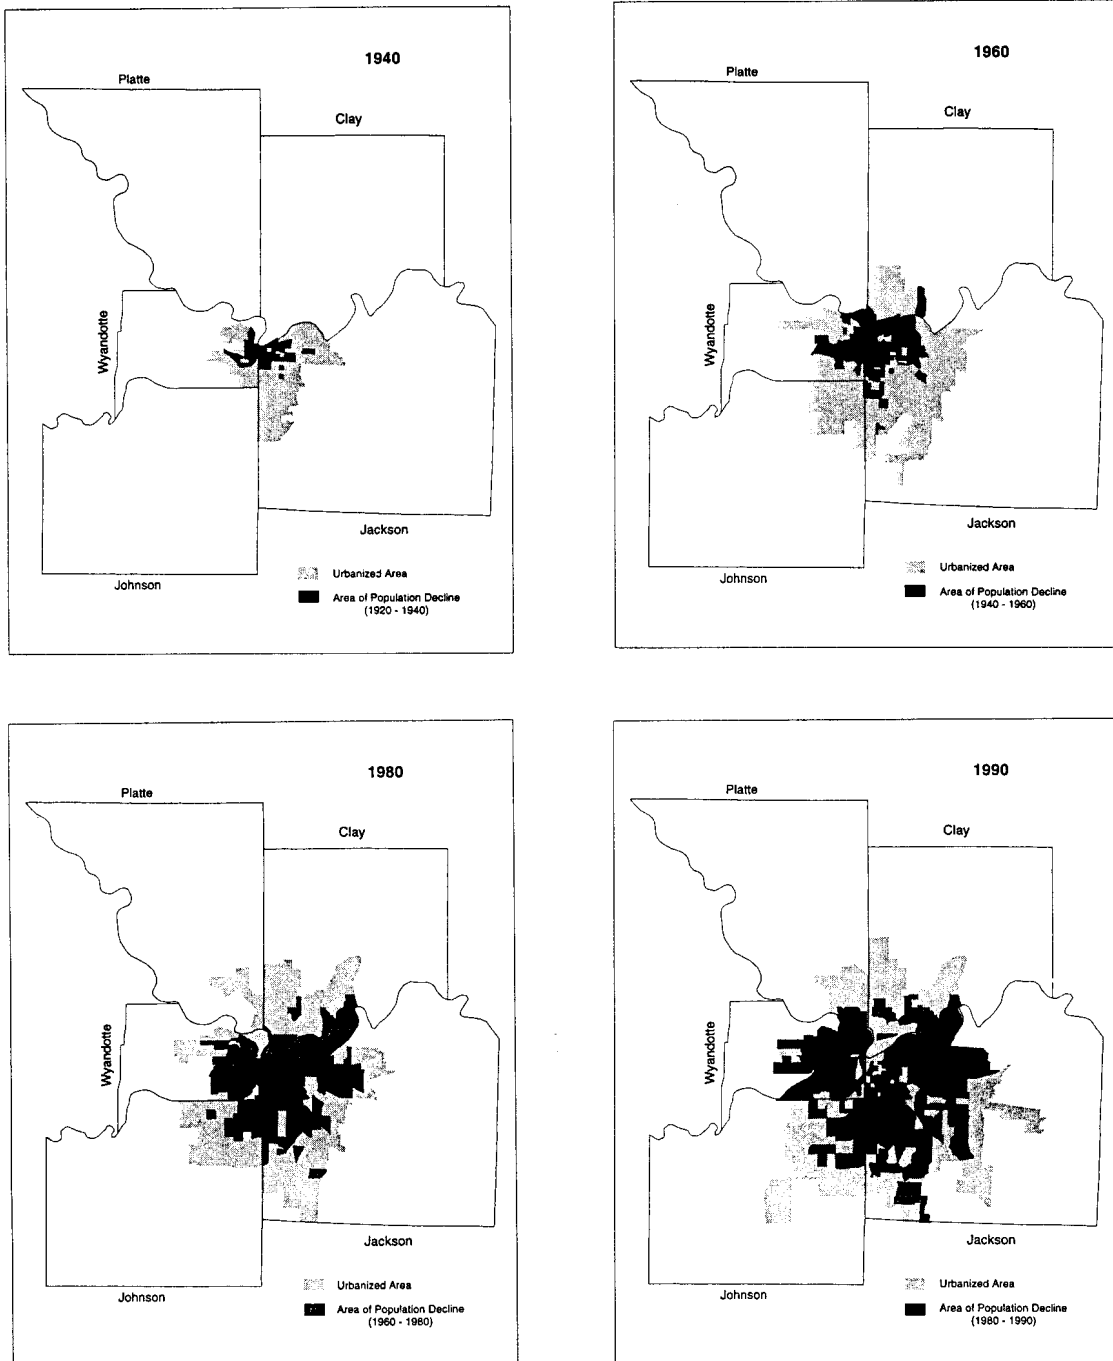 1940
Platte
Clay
Wyandotte
Jackson
Johnson
Urbanized Area
Area of Population Decline
(1920 - 1940)
1960
Platte
Clay
Wyandotte
Jackson
Johnson
Urbanized Area
Area of Population Decline
(1940 - 1960)
1980
Platte
Clay
Wyandotte
Jackson
Johnson
Urbanized Area
Area of Population Decline
(1960 - 1980)
1990
Platte
Clay
Wyandotte
Jackson
Johnson
Urbanized Area
Area of Population Decline
(1980 - 1990)